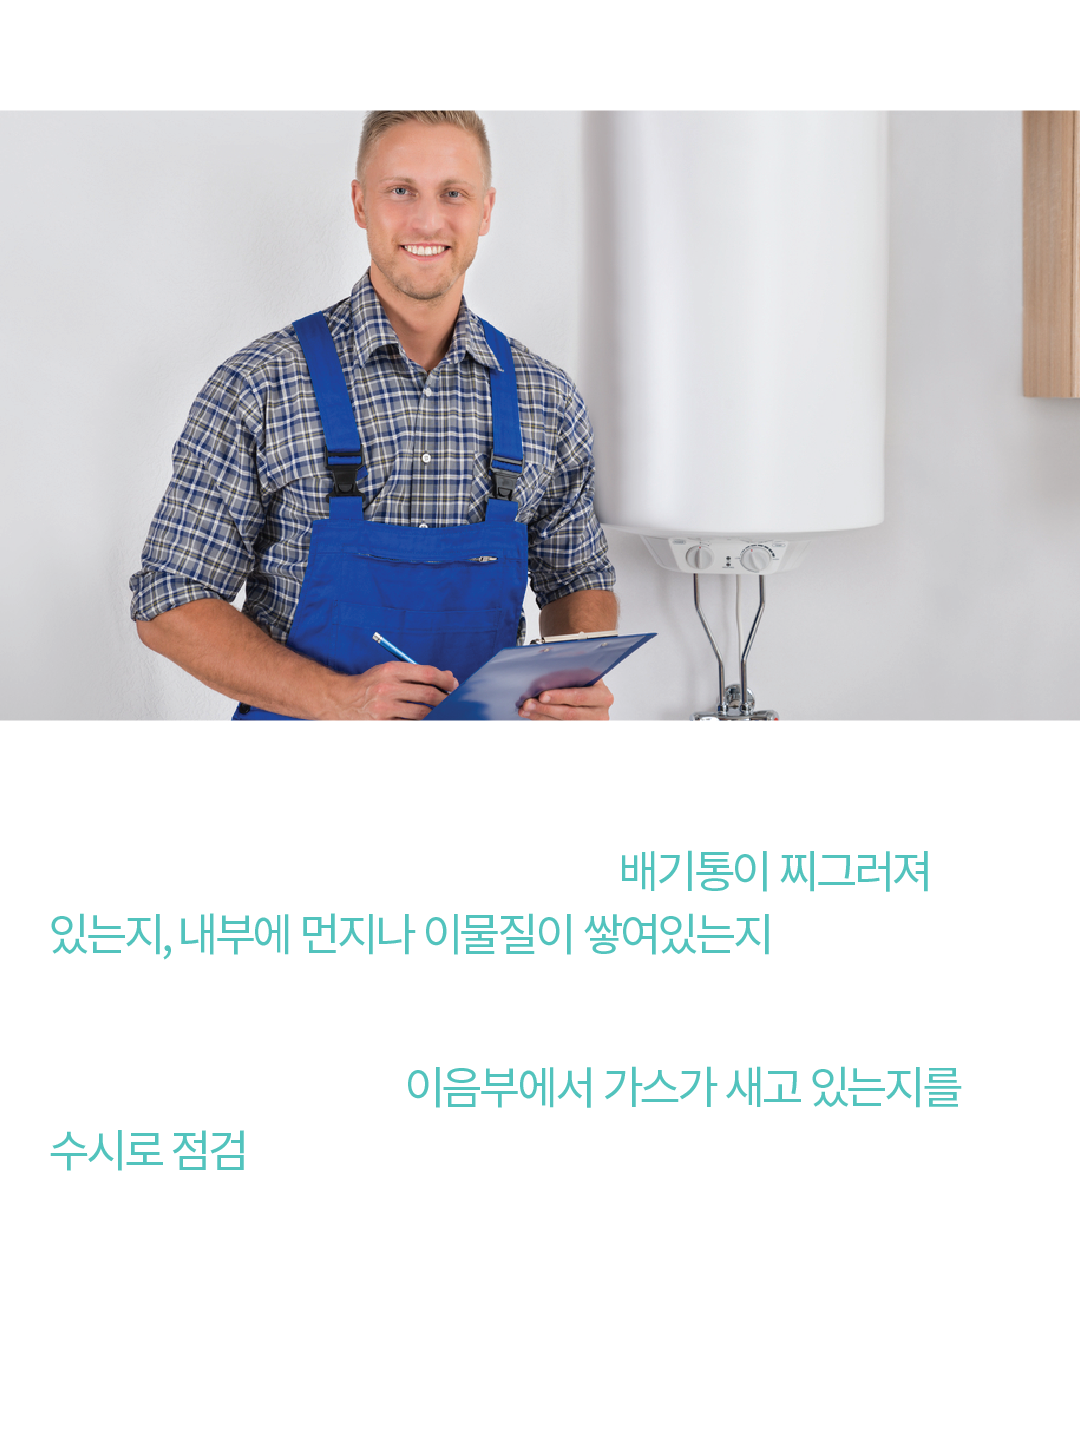 배기통이 찌그러져
있는지, 내부에 먼지나 이물질이 쌓여있는지
이음부에서 가스가 새고 있는지를
수시로 점검